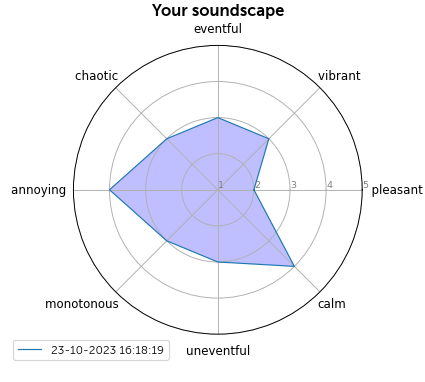 Your soundscape
eventful
chaotic
vibrant
annoying
1 2 3 4 5
pleasant
monotonous
calm
uneventful
23-10-2023 16:18:19